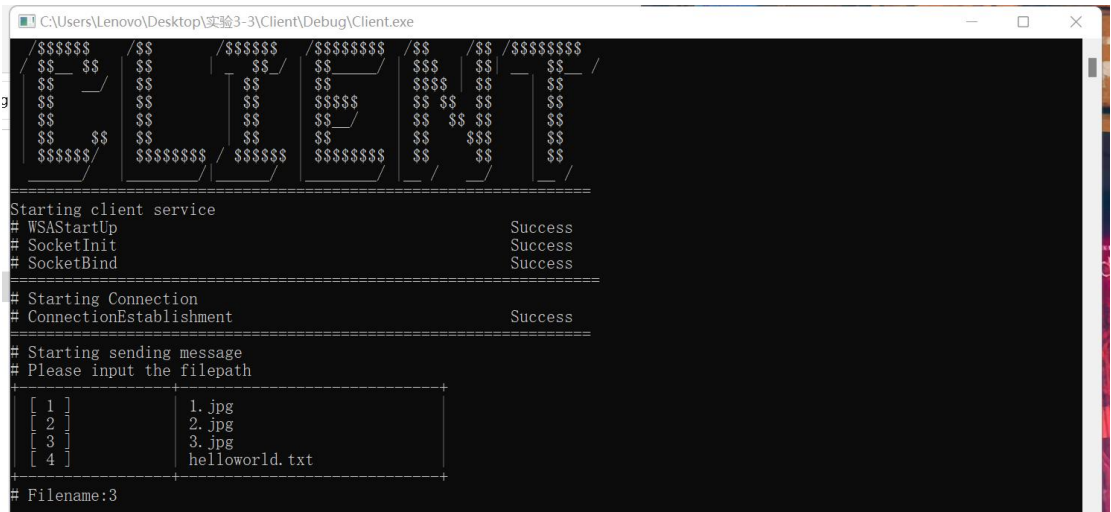 C:\Users\Lenovo\Desktop\实验3-3\Client\Debug\Client.exe
CLIENT
Starting client service
# WSAStartUp Success
# SocketInit Success
# SocketBind Success
# Starting Connection
# ConnectionEstablishment Success
# Starting sending message
# Please input the filepath
[ 1 ] 1.jpg
[ 2 ] 2.jpg
[ 3 ] 3.jpg
[ 4 ] helloworld.txt
# Filename:3